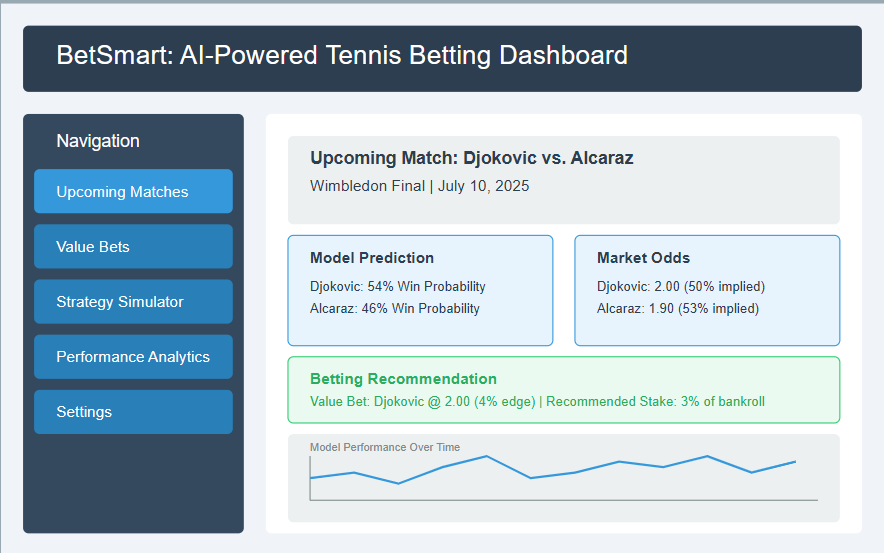 BetSmart: AI-Powered Tennis Betting Dashboard
Navigation
Upcoming Matches
Value Bets
Strategy Simulator
Performance Analytics
Settings
Upcoming Match: Djokovic vs. Alcaraz
Wimbledon Final | July 10, 2025
Model Prediction
Djokovic: 54% Win Probability
Alcaraz: 46% Win Probability
Market Odds
Djokovic: 2.00 (50% implied)
Alcaraz: 1.90 (53% implied)
Betting Recommendation
Value Bet: Djokovic @ 2.00 (4% edge) | Recommended Stake: 3% of bankroll
Model Performance Over Time